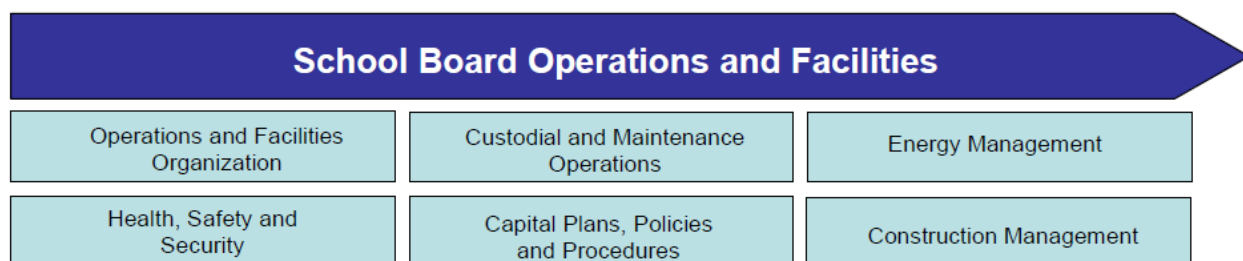 School Board Operations and Facilities
Operations and Facilities
Organization
Custodial and Maintenance
Operations
Energy Management
Health, Safety and
Security
Capital Plans, Policies
and Procedures
Construction Management